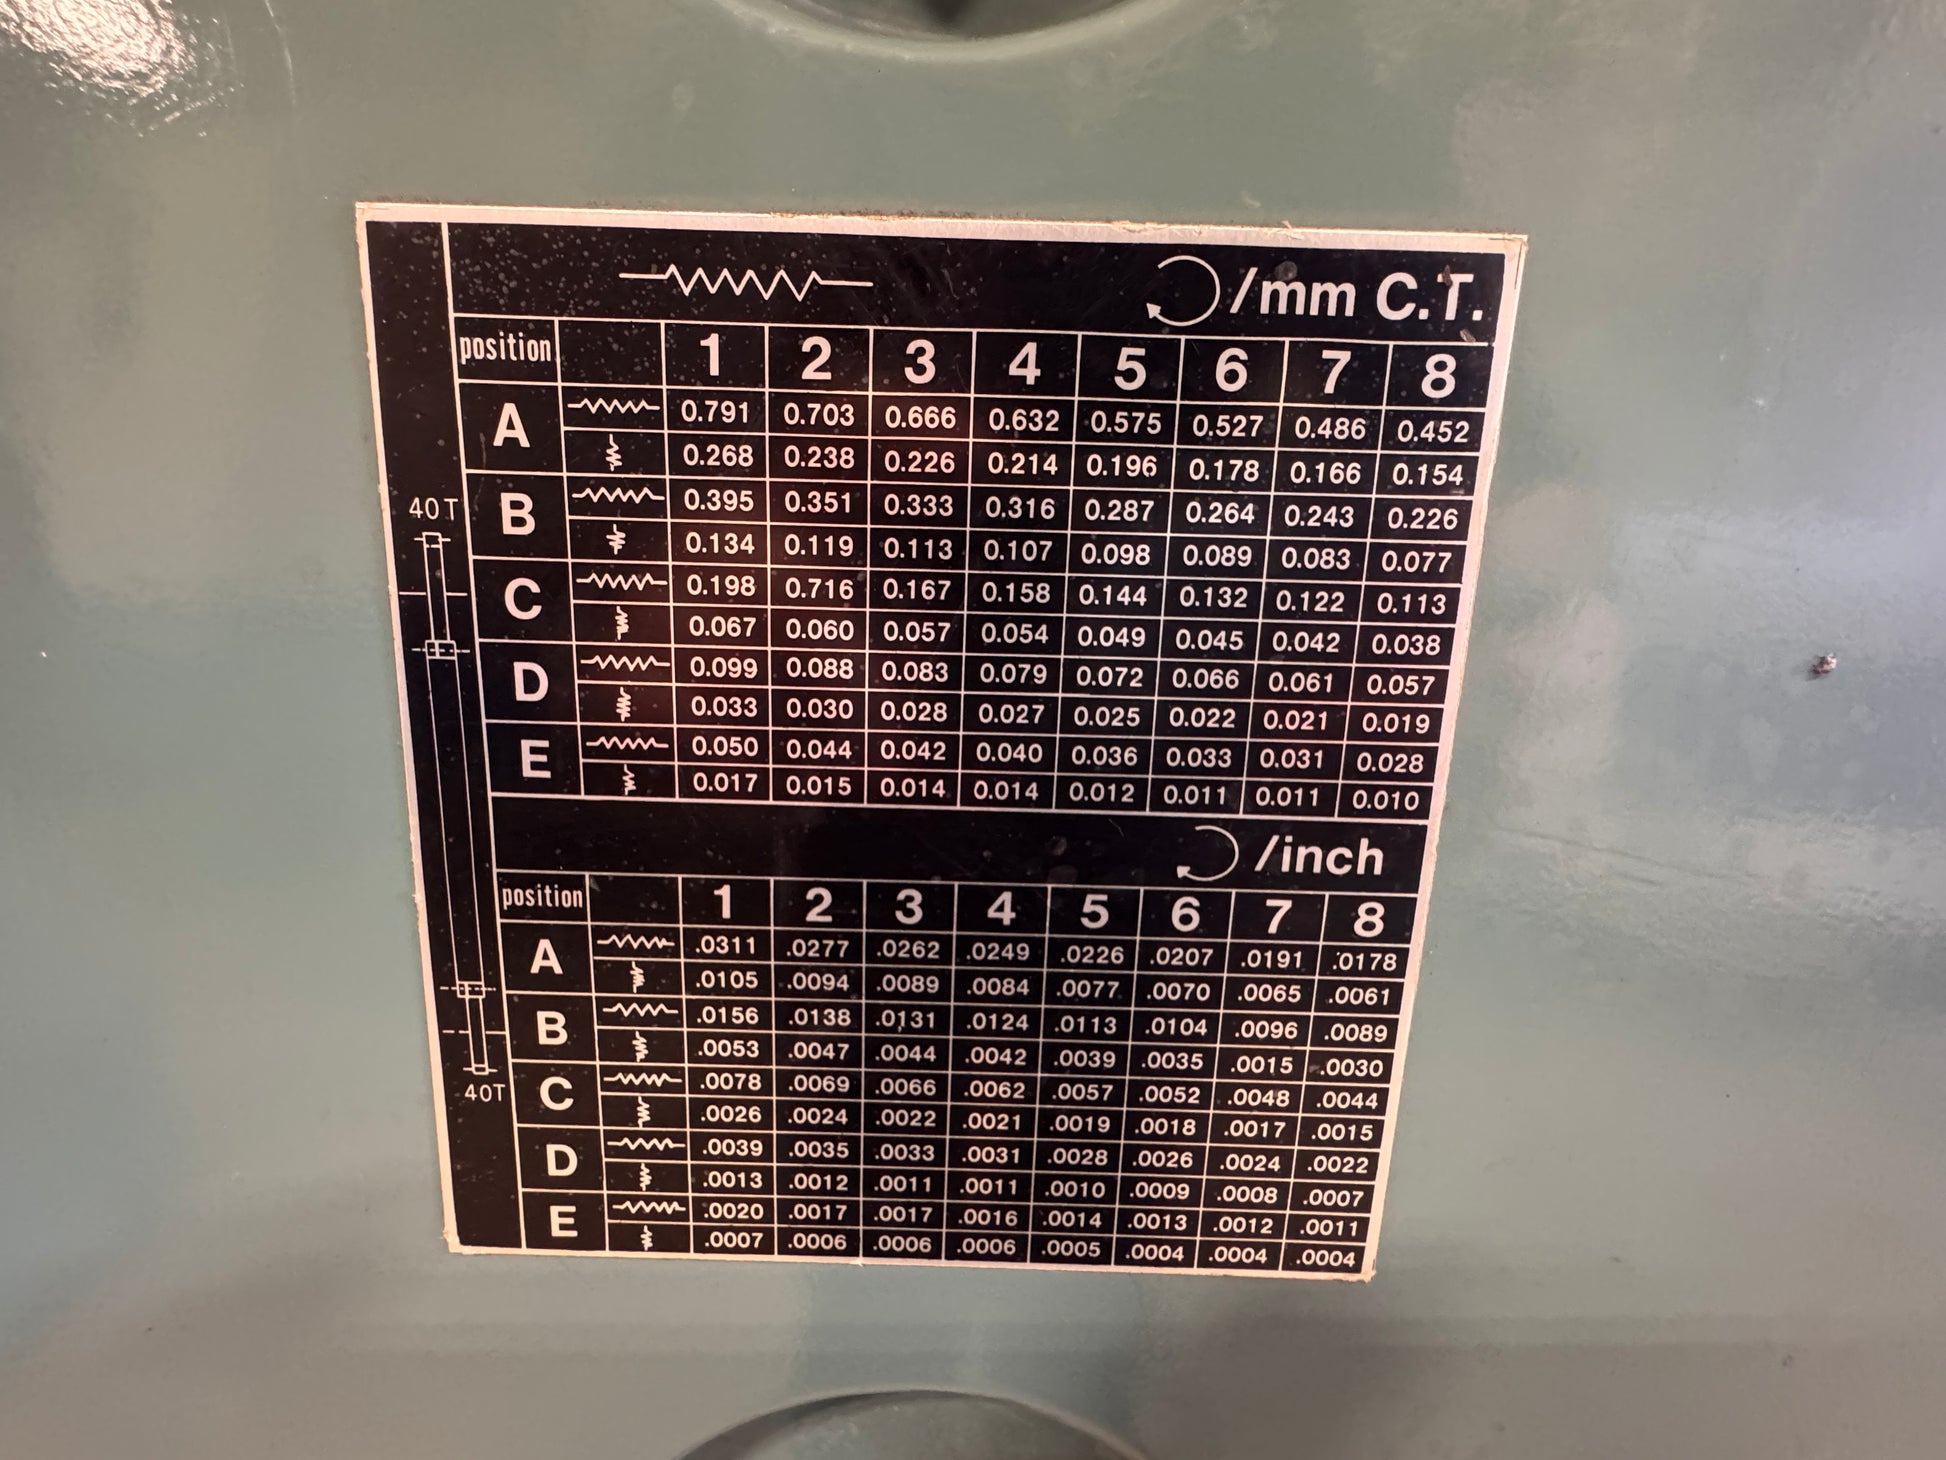 /mm C.T.
position 1 2 3 4 5 6 7 8
A 0.791 0.703 0.666 0.632 0.575 0.527 0.486 0.452
0.268 0.238 0.226 0.214 0.196 0.178 0.166 0.154
B 0.395 0.351 0.333 0.316 0.287 0.264 0.243 0.226
0.134 0.119 0.113 0.107 0.098 0.089 0.083 0.077
C 0.198 0.716 0.167 0.158 0.144 0.132 0.122 0.113
0.067 0.060 0.057 0.054 0.049 0.045 0.042 0.038
D 0.099 0.088 0.083 0.079 0.072 0.066 0.061 0.057
0.033 0.030 0.028 0.027 0.025 0.022 0.021 0.019
E 0.050 0.044 0.042 0.040 0.036 0.033 0.031 0.028
0.017 0.015 0.014 0.014 0.012 0.011 0.011 0.010
/inch
position 1 2 3 4 5 6 7 8
A .0311 .0277 .0262 .0249 .0226 .0207 .0191 .0178
.0105 .0094 .0089 .0084 .0077 .0070 .0065 .0061
B .0156 .0138 .0131 .0124 .0113 .0104 .0096 .0089
.0053 .0047 .0044 .0042 .0039 .0035 .0015 .0030
C .0078 .0069 .0066 .0062 .0057 .0052 .0048 .0044
.0026 .0024 .0022 .0021 .0019 .0018 .0017 .0015
D .0039 .0035 .0033 .0031 .0028 .0026 .0024 .0022
.0013 .0012 .0011 .0011 .0010 .0009 .0008 .0007
E .0020 .0017 .0017 .0016 .0014 .0013 .0012 .0011
.0007 .0006 .0006 .0006 .0005 .0004 .0004 .0004
40T
40T